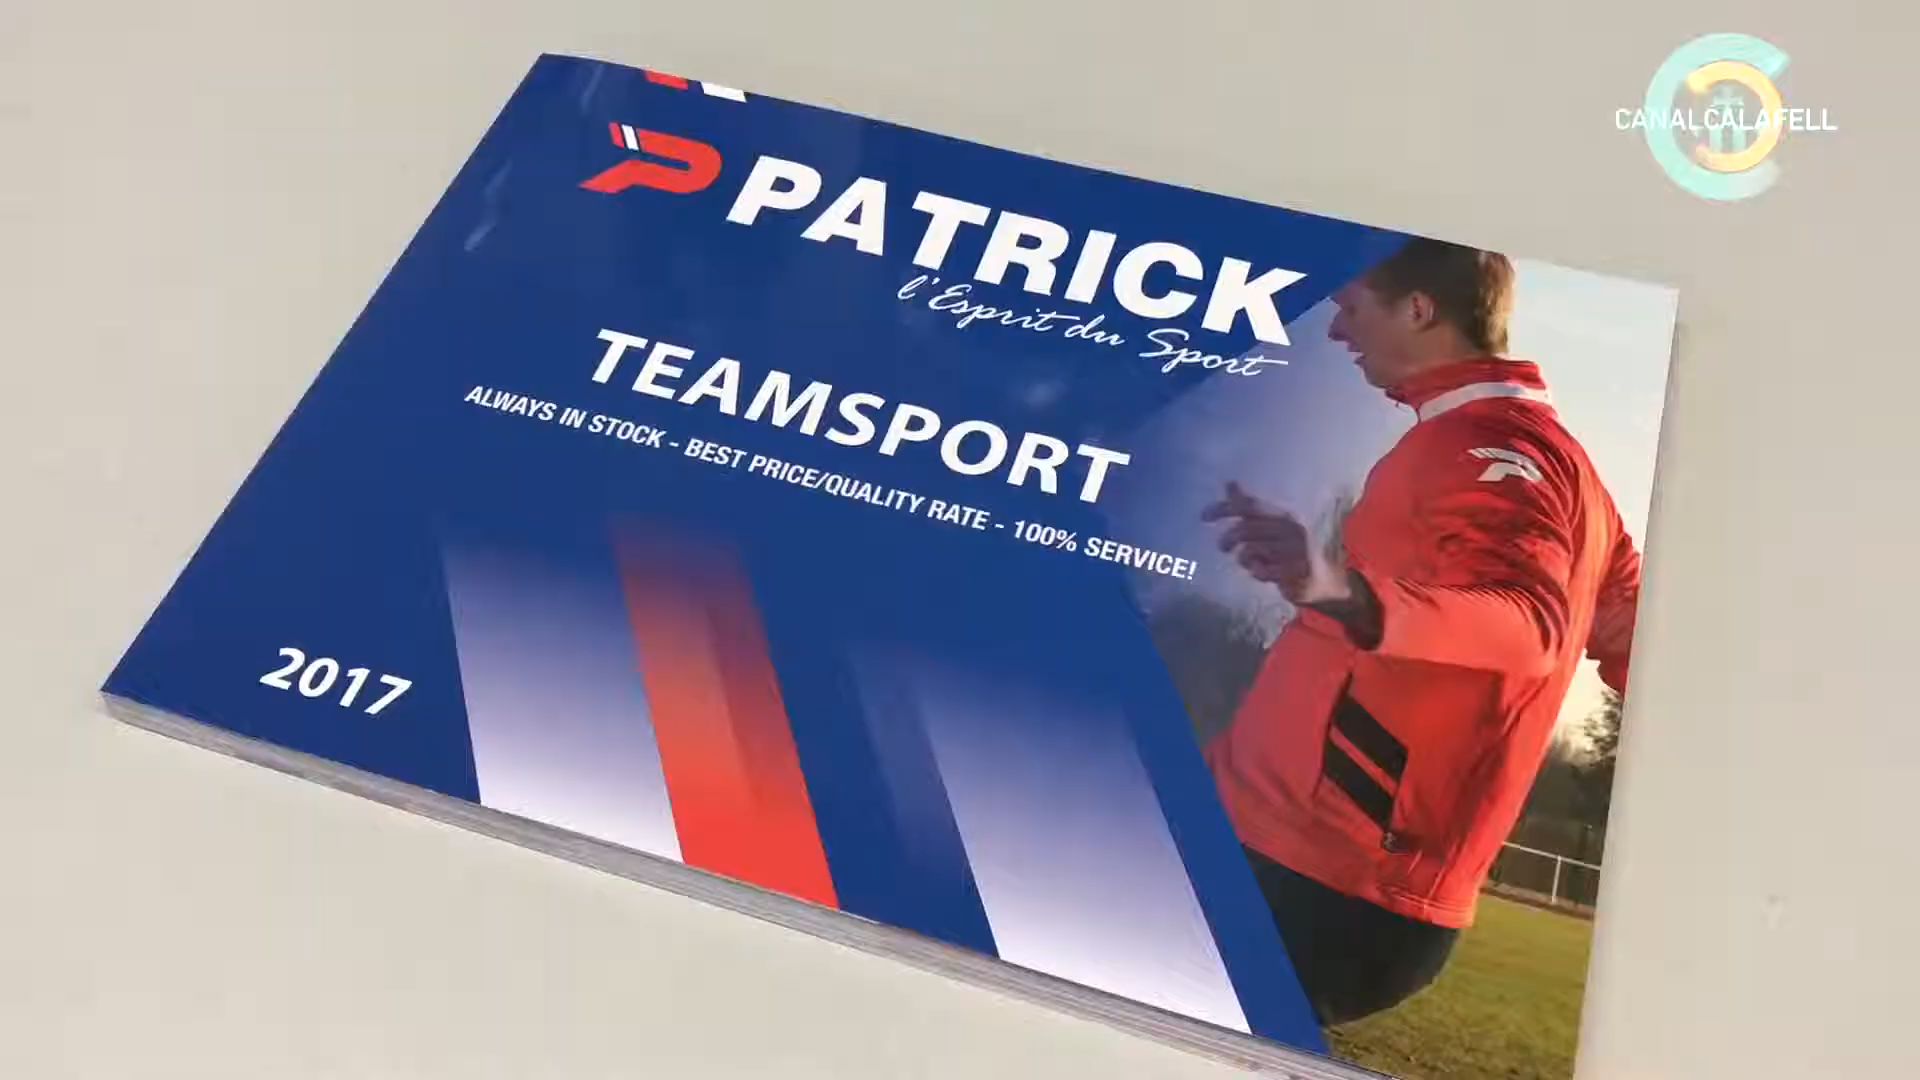 CANALCALAFELL
PATRICK
l'Esprit du Sport
TEAMSPORT
ALWAYS IN STOCK - BEST PRICE/QUALITY RATE - 100% SERVICE!
2017